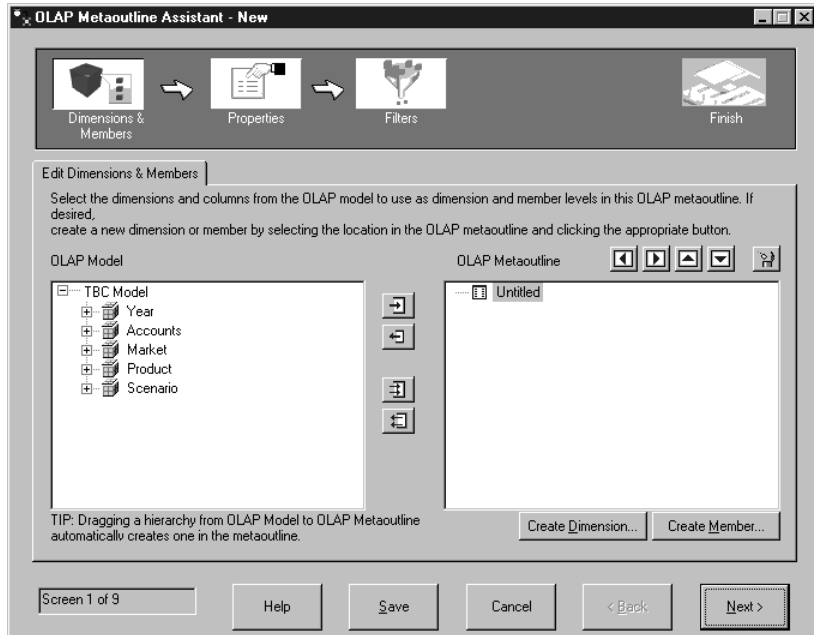 OLAP Metaoutline Assistant - New
Dimensions &
Members
Properties
Filters
Finish
Edit Dimensions & Members
Select the dimensions and columns from the OLAP model to use as dimension and member levels in this OLAP metaoutline. If
desired,
create a new dimension or member by selecting the location in the OLAP metaoutline and clicking the appropriate button.
OLAP Model
OLAP Metaoutline
TBC Model
Year
Accounts
Market
Product
Scenario
Untitled
TIP: Dragging a hierarchy from OLAP Model to OLAP Metaoutline
automatically creates one in the metaoutline.
Create Dimension...
Create Member...
Screen 1 of 9
Help
Save
Cancel
< Back
Next >